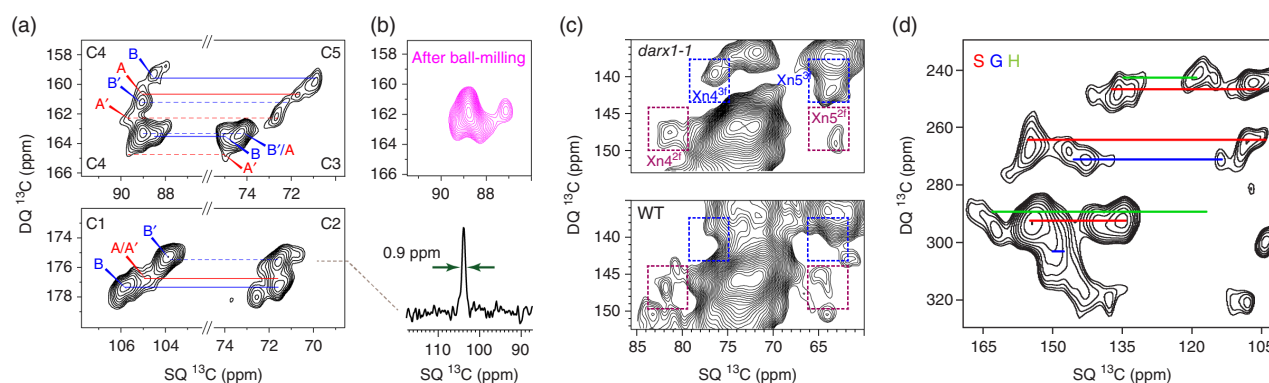 (a)
C4
C5
158
160
162
164
166
B
A
B′
A′
C4
C3
B′/A
B
A′
90
88
74
72
DQ ¹³C (ppm)
C1
C2
174
176
178
B′
A/A′
B
106
104
74
72
70
SQ ¹³C (ppm)
(b)
After ball-milling
158
160
162
164
166
90
88
86
0.9 ppm
110
100
90
SQ ¹³C (ppm)
(c)
darx1-1
140
145
150
Xn4³ᶠ
Xn5³ᶠ
Xn4²ᶠ
Xn5²ᶠ
DQ ¹³C (ppm)
WT
140
145
150
85
80
70
60
SQ ¹³C (ppm)
(d)
S G H
240
260
280
300
320
DQ ¹³C (ppm)
165
150
135
120
105
SQ ¹³C (ppm)